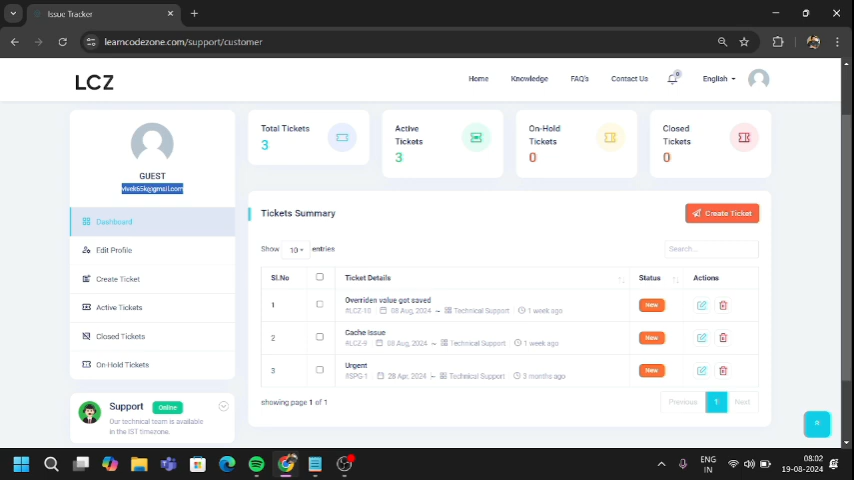 Issue Tracker
learncodezone.com/support/customer
LCZ
Home
Knowledge
FAQ's
Contact Us
0
English
GUEST
vivek65k@gmail.com
Dashboard
Edit Profile
Create Ticket
Active Tickets
Closed Tickets
On-Hold Tickets
Support
Online
Our technical team is available
in the IST timezone.
Total Tickets
3
Active
Tickets
3
On-Hold
Tickets
0
Closed
Tickets
0
Tickets Summary
Create Ticket
Show 10 entries
Search...
Sl.No Ticket Details Status Actions
1
Overriden value got saved
New
#LCZ-10 08 Aug, 2024 ~ Technical Support 1 week ago
2
Cache Issue
New
#LCZ-9 08 Aug, 2024 ~ Technical Support 1 week ago
3
Urgent
New
#SPG-1 28 Apr, 2024 ~ Technical Support 3 months ago
showing page 1 of 1
Previous 1 Next
ENG
IN
08:02
19-08-2024